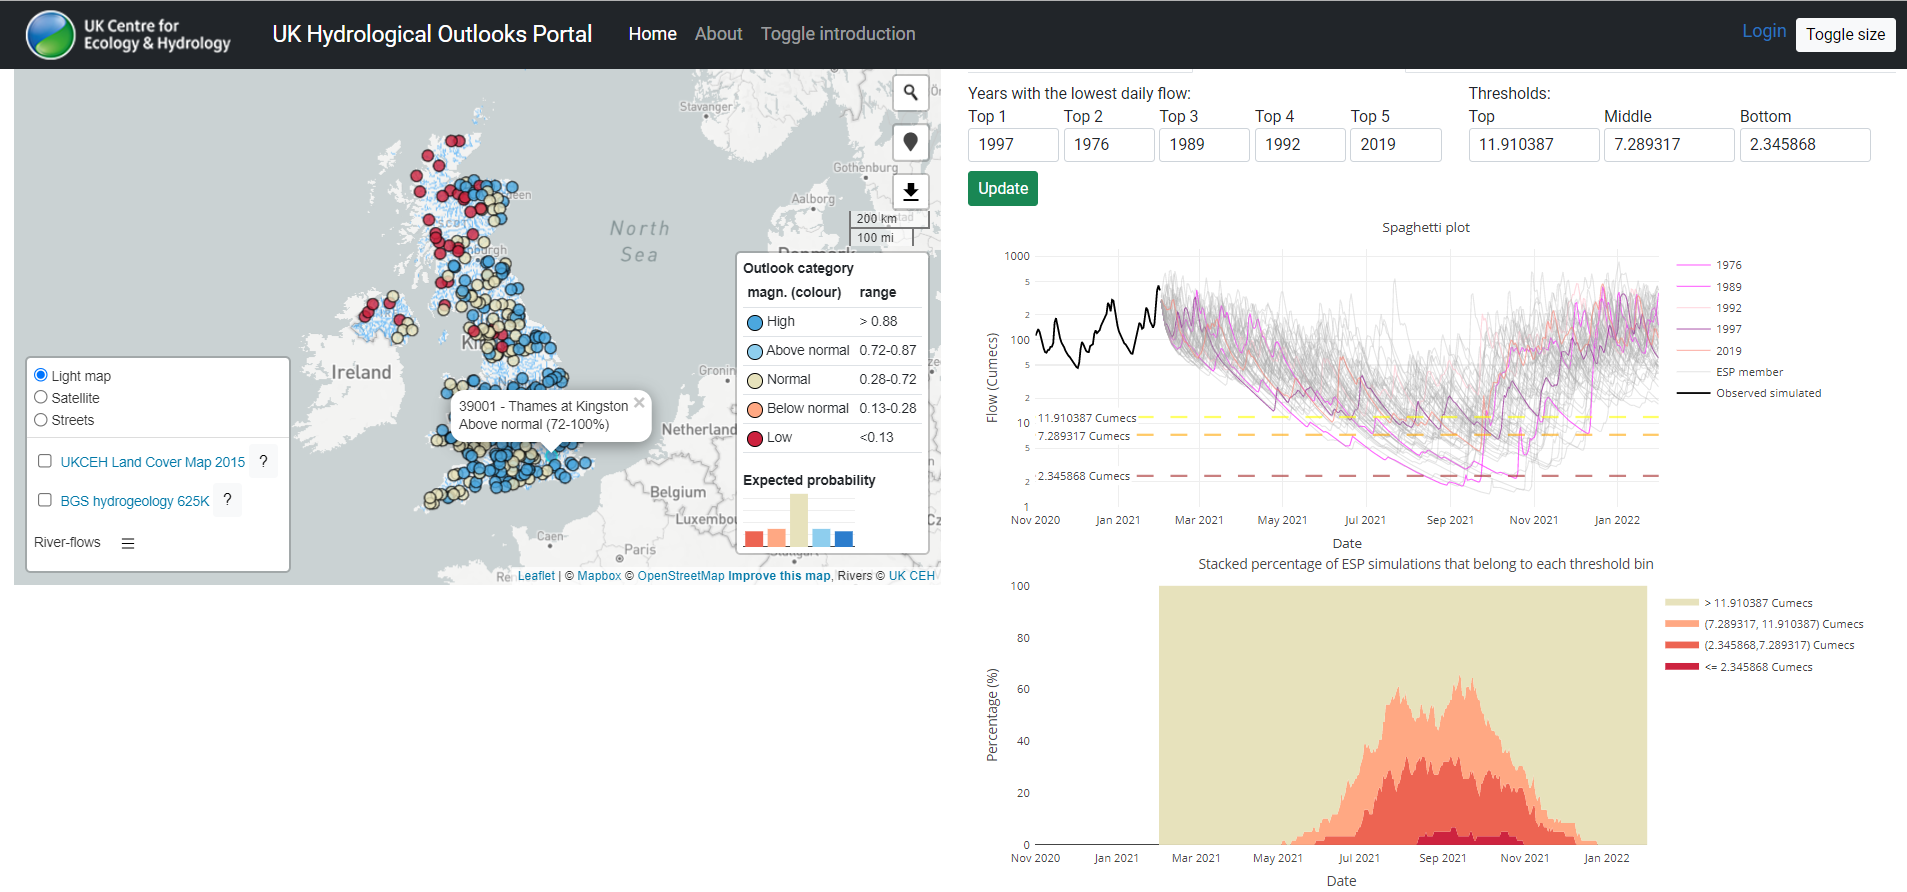 UK Centre for
Ecology & Hydrology
UK Hydrological Outlooks Portal
Home
About
Toggle introduction
Login
Toggle size
Stavanger
Gothenburg
Aalborg
200 km
100 mi
North
Sea
Ireland
Netherland
Belgium
Luxembou
Groning
Caen
Paris
39001 - Thames at Kingston ×
Above normal (72-100%)
Outlook category
magn. (colour) range
High > 0.88
Above normal 0.72-0.87
Normal 0.28-0.72
Below normal 0.13-0.28
Low <0.13
Expected probability
Light map
Satellite
Streets
UKCEH Land Cover Map 2015 ?
BGS hydrogeology 625K ?
River-flows
Leaflet | © Mapbox © OpenStreetMap Improve this map, Rivers © UK CEH
Years with the lowest daily flow:
Top 1 Top 2 Top 3 Top 4 Top 5
1997 1976 1989 1992 2019
Thresholds:
Top Middle Bottom
11.910387 7.289317 2.345868
Update
Spaghetti plot
1000
5
2
100
5
2
10
5
2
1
Flow (Cumecs)
11.910387 Cumecs
7.289317 Cumecs
2.345868 Cumecs
Nov 2020 Jan 2021 Mar 2021 May 2021 Jul 2021 Sep 2021 Nov 2021 Jan 2022
Date
1976
1989
1992
1997
2019
ESP member
Observed simulated
Stacked percentage of ESP simulations that belong to each threshold bin
100
80
60
40
20
0
Percentage (%)
Nov 2020 Jan 2021 Mar 2021 May 2021 Jul 2021 Sep 2021 Nov 2021 Jan 2022
Date
> 11.910387 Cumecs
(7.289317, 11.910387) Cumecs
(2.345868,7.289317) Cumecs
<= 2.345868 Cumecs